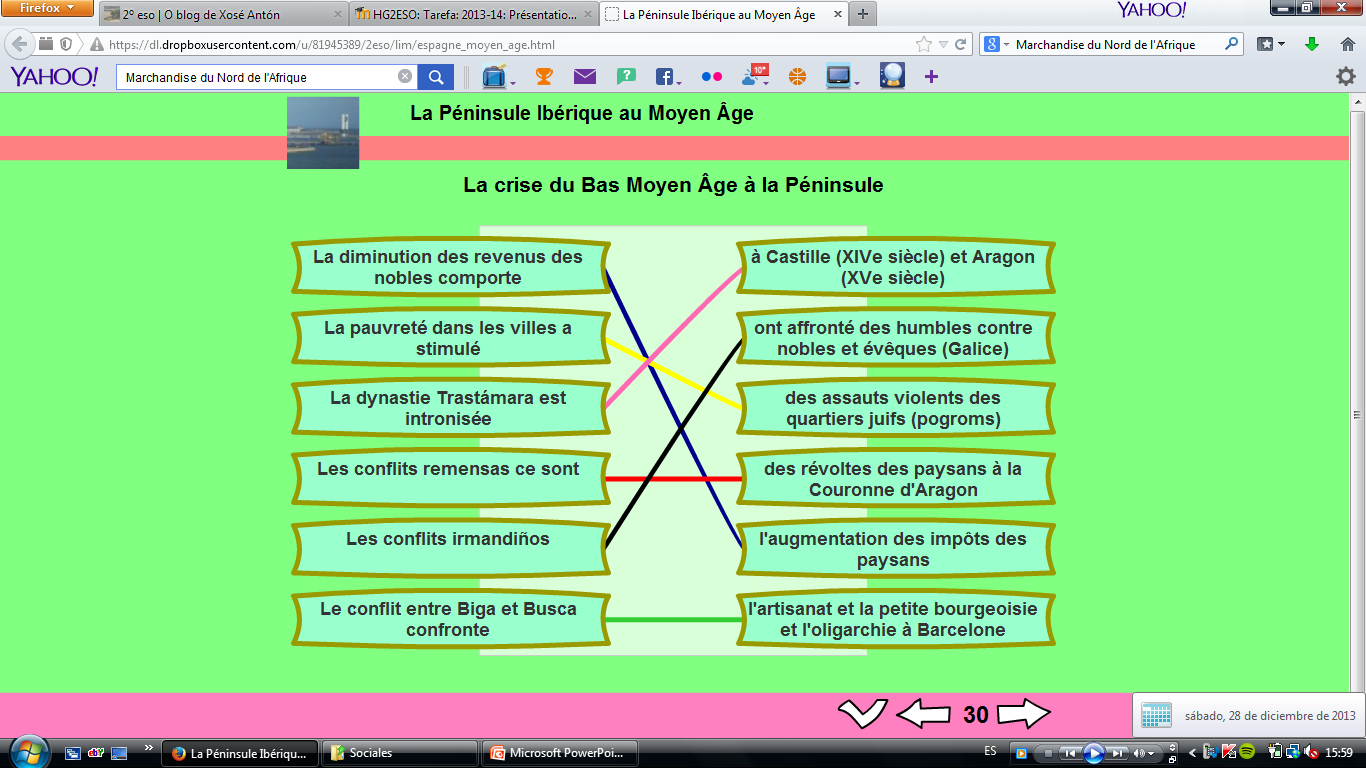 Firefox
2º eso | O blog de Xosé Antón
HG2ESO: Tarefa: 2013-14: Présentatio...
La Péninsule Ibérique au Moyen Âge
YAHOO!
https://dl.dropboxusercontent.com/u/81945389/2eso/lim/espagne_moyen_age.html
Marchandise du Nord de l'Afrique
YAHOO!
Marchandise du Nord de l'Afrique
10°
La Péninsule Ibérique au Moyen Âge
La crise du Bas Moyen Âge à la Péninsule
La diminution des revenus des
nobles comporte
à Castille (XIVe siècle) et Aragon
(XVe siècle)
La pauvreté dans les villes a
stimulé
ont affronté des humbles contre
nobles et évêques (Galice)
La dynastie Trastámara est
intronisée
des assauts violents des
quartiers juifs (pogroms)
Les conflits remensas ce sont
des révoltes des paysans à la
Couronne d'Aragon
Les conflits irmandiños
l'augmentation des impôts des
paysans
Le conflit entre Biga et Busca
confronte
l'artisanat et la petite bourgeoisie
et l'oligarchie à Barcelone
30
sábado, 28 de diciembre de 2013
La Péninsule Ibériqu...
Sociales
Microsoft PowerPoi...
ES
15:59